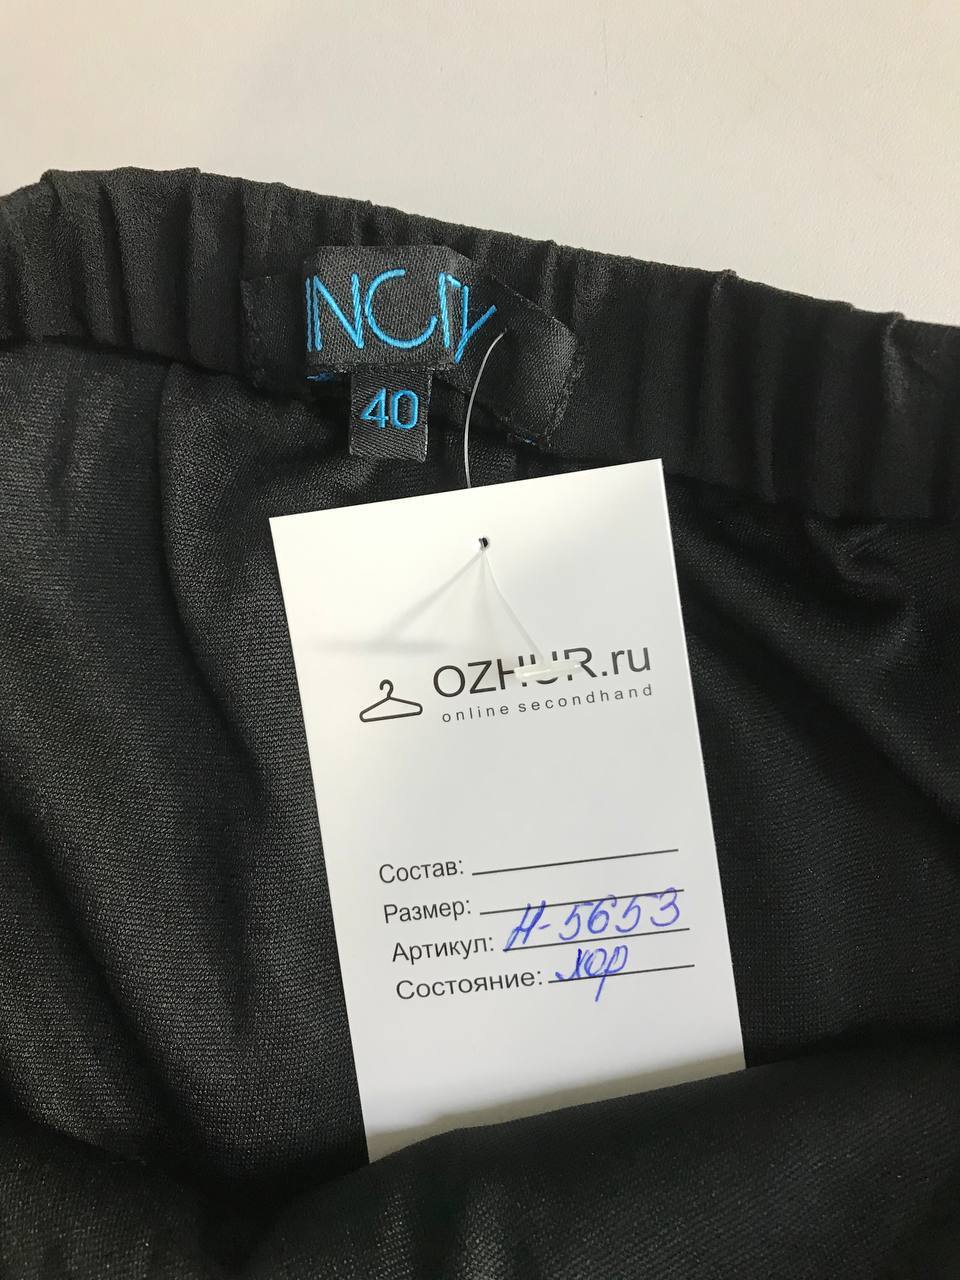 INCITY
40
OZHUR.ru
online secondhand
Состав:
Размер:
Артикул: Н-5653
Состояние: хор